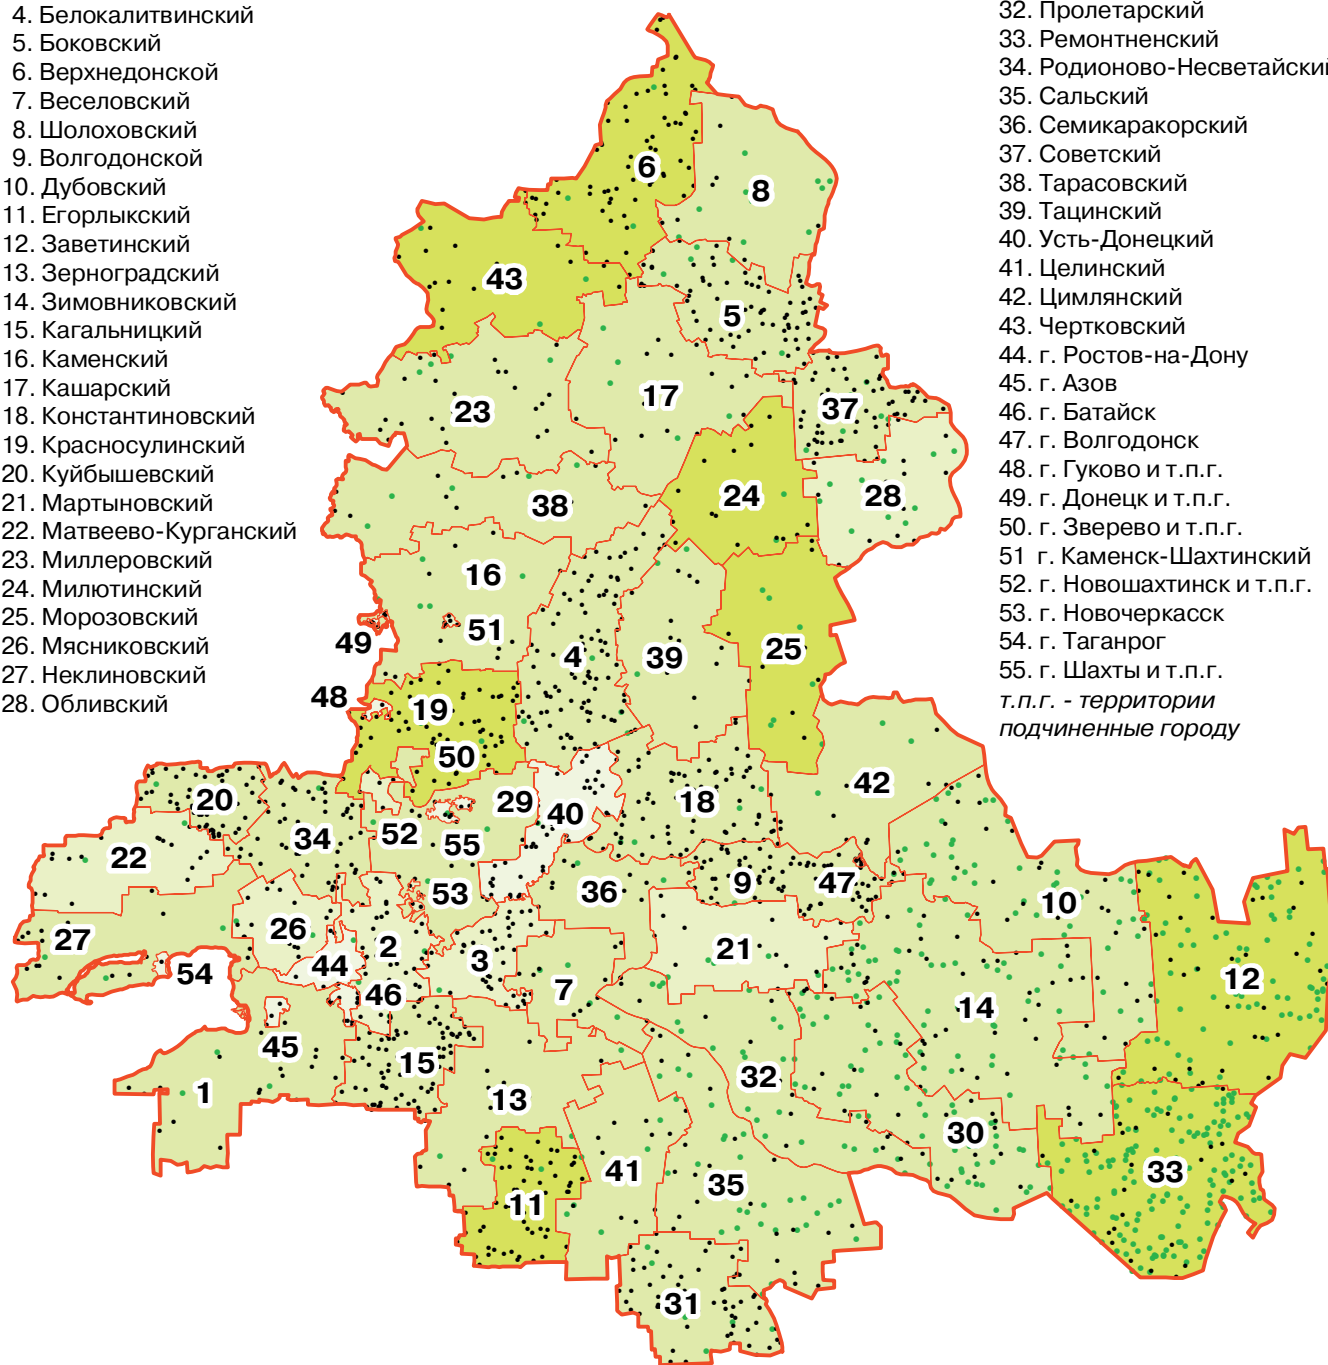 4. Белокалитвинский
5. Боковский
6. Верхнедонской
7. Веселовский
8. Шолоховский
9. Волгодонской
10. Дубовский
11. Егорлыкский
12. Заветинский
13. Зерноградский
14. Зимовниковский
15. Кагальницкий
16. Каменский
17. Кашарский
18. Константиновский
19. Красносулинский
20. Куйбышевский
21. Мартыновский
22. Матвеево-Курганский
23. Миллеровский
24. Милютинский
25. Морозовский
26. Мясниковский
27. Неклиновский
28. Обливский
32. Пролетарский
33. Ремонтненский
34. Родионово-Несветайский
35. Сальский
36. Семикаракорский
37. Советский
38. Тарасовский
39. Тацинский
40. Усть-Донецкий
41. Целинский
42. Цимлянский
43. Чертковский
44. г. Ростов-на-Дону
45. г. Азов
46. г. Батайск
47. г. Волгодонск
48. г. Гуково и т.п.г.
49. г. Донецк и т.п.г.
50. г. Зверево и т.п.г.
51 г. Каменск-Шахтинский
52. г. Новошахтинск и т.п.г.
53. г. Новочеркасск
54. г. Таганрог
55. г. Шахты и т.п.г.
т.п.г. - территории
подчиненные городу
6
8
43
5
17
37
23
24
28
38
16
51
49
4
39
25
48
19
50
42
20
29
18
40
34
52
55
22
9
47
36
53
10
26
27
2
21
3
44
54
12
7
46
14
45
15
32
1
13
30
41
33
35
11
31